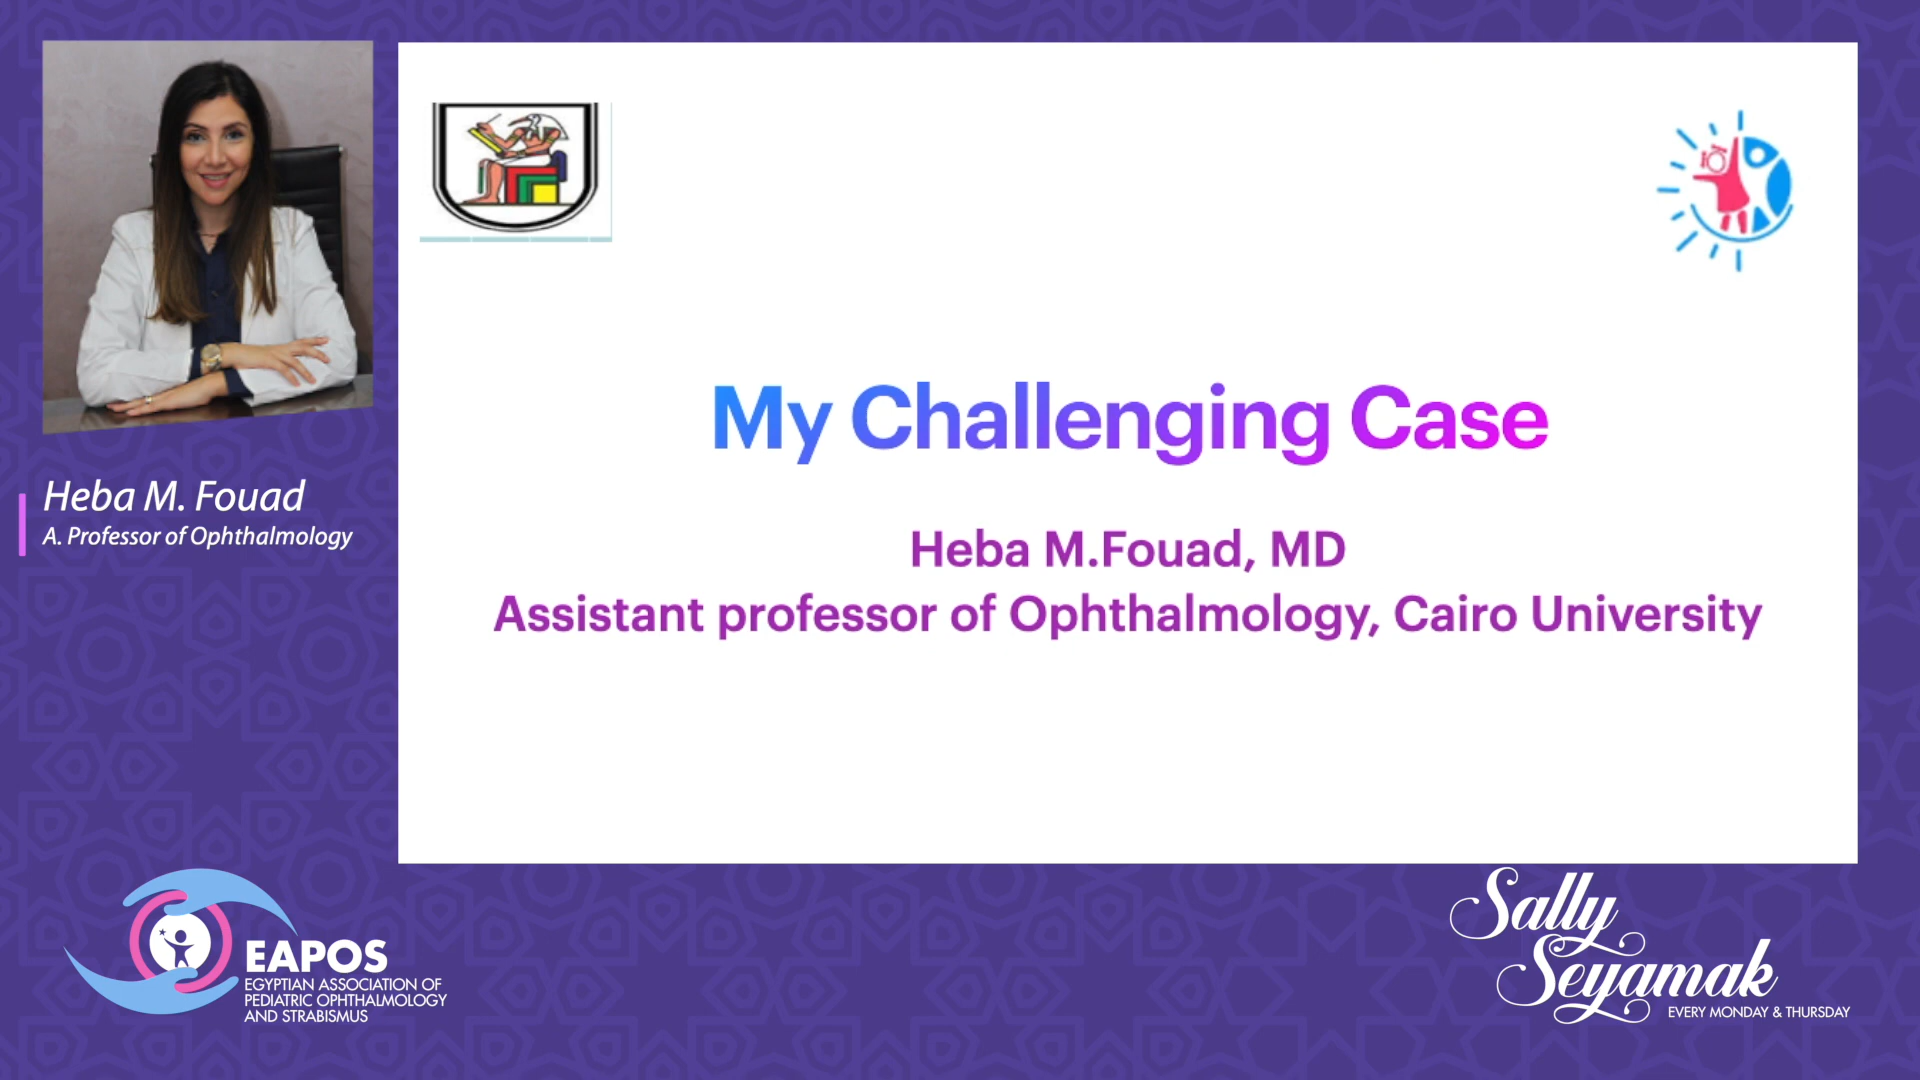 Heba M. Fouad
A. Professor of Ophthalmology
My Challenging Case
Heba M.Fouad, MD
Assistant professor of Ophthalmology, Cairo University
EAPOS
EGYPTIAN ASSOCIATION OF
PEDIATRIC OPHTHALMOLOGY
AND STRABISMUS
Sally
Seyamak
EVERY MONDAY & THURSDAY